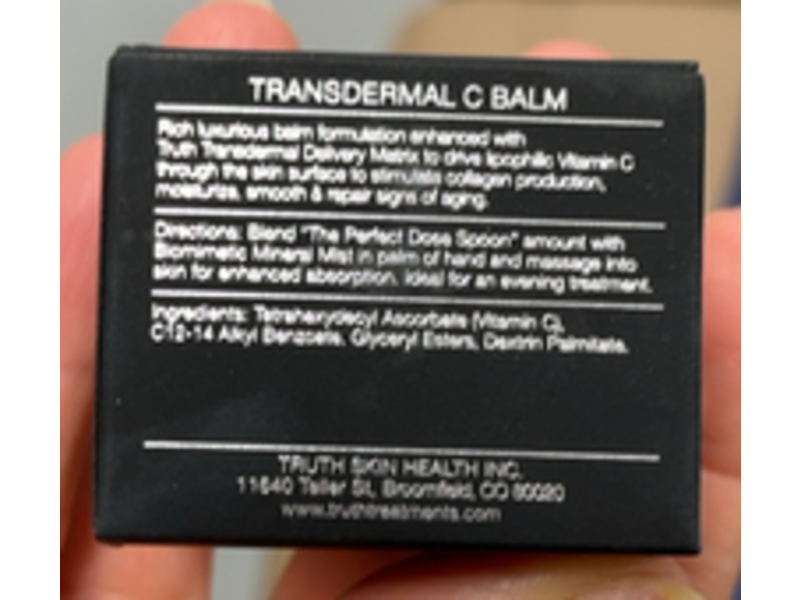 TRANSDERMAL C BALM
Rich luxurious balm formulation enhanced with
Truth Transdermal Delivery Matrix to drive lipophilic Vitamin C
through the skin surface to stimulate collagen production,
moisturize, smooth & repair signs of aging.
Directions: Blend "The Perfect Dose Spoon" amount with
Biomimetic Mineral Mist in palm of hand and massage into
skin for enhanced absorption. Ideal for an evening treatment.
Ingredients: Tetrahexydecyl Ascorbate (Vitamin C),
C12-14 Alkyl Benzoate, Glyceryl Esters, Dextrin Palmitate.
TRUTH SKIN HEALTH INC.
Teller St, Broomfield, CO 80020
www.truthtreatments.com